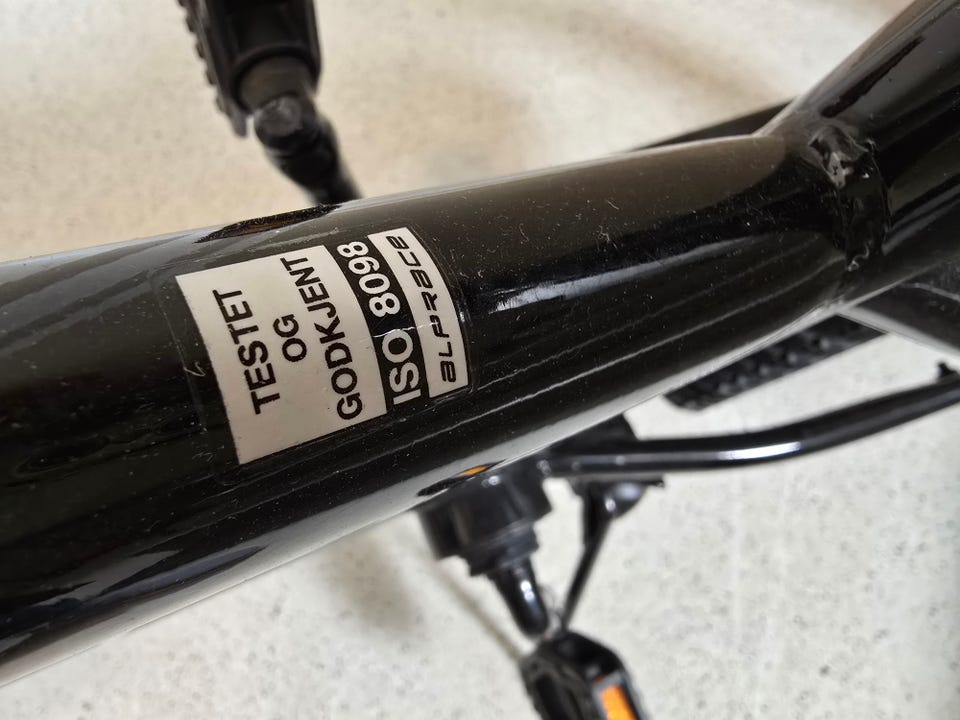 TESTET
OG
GODKJENT
ISO 8098
alprace